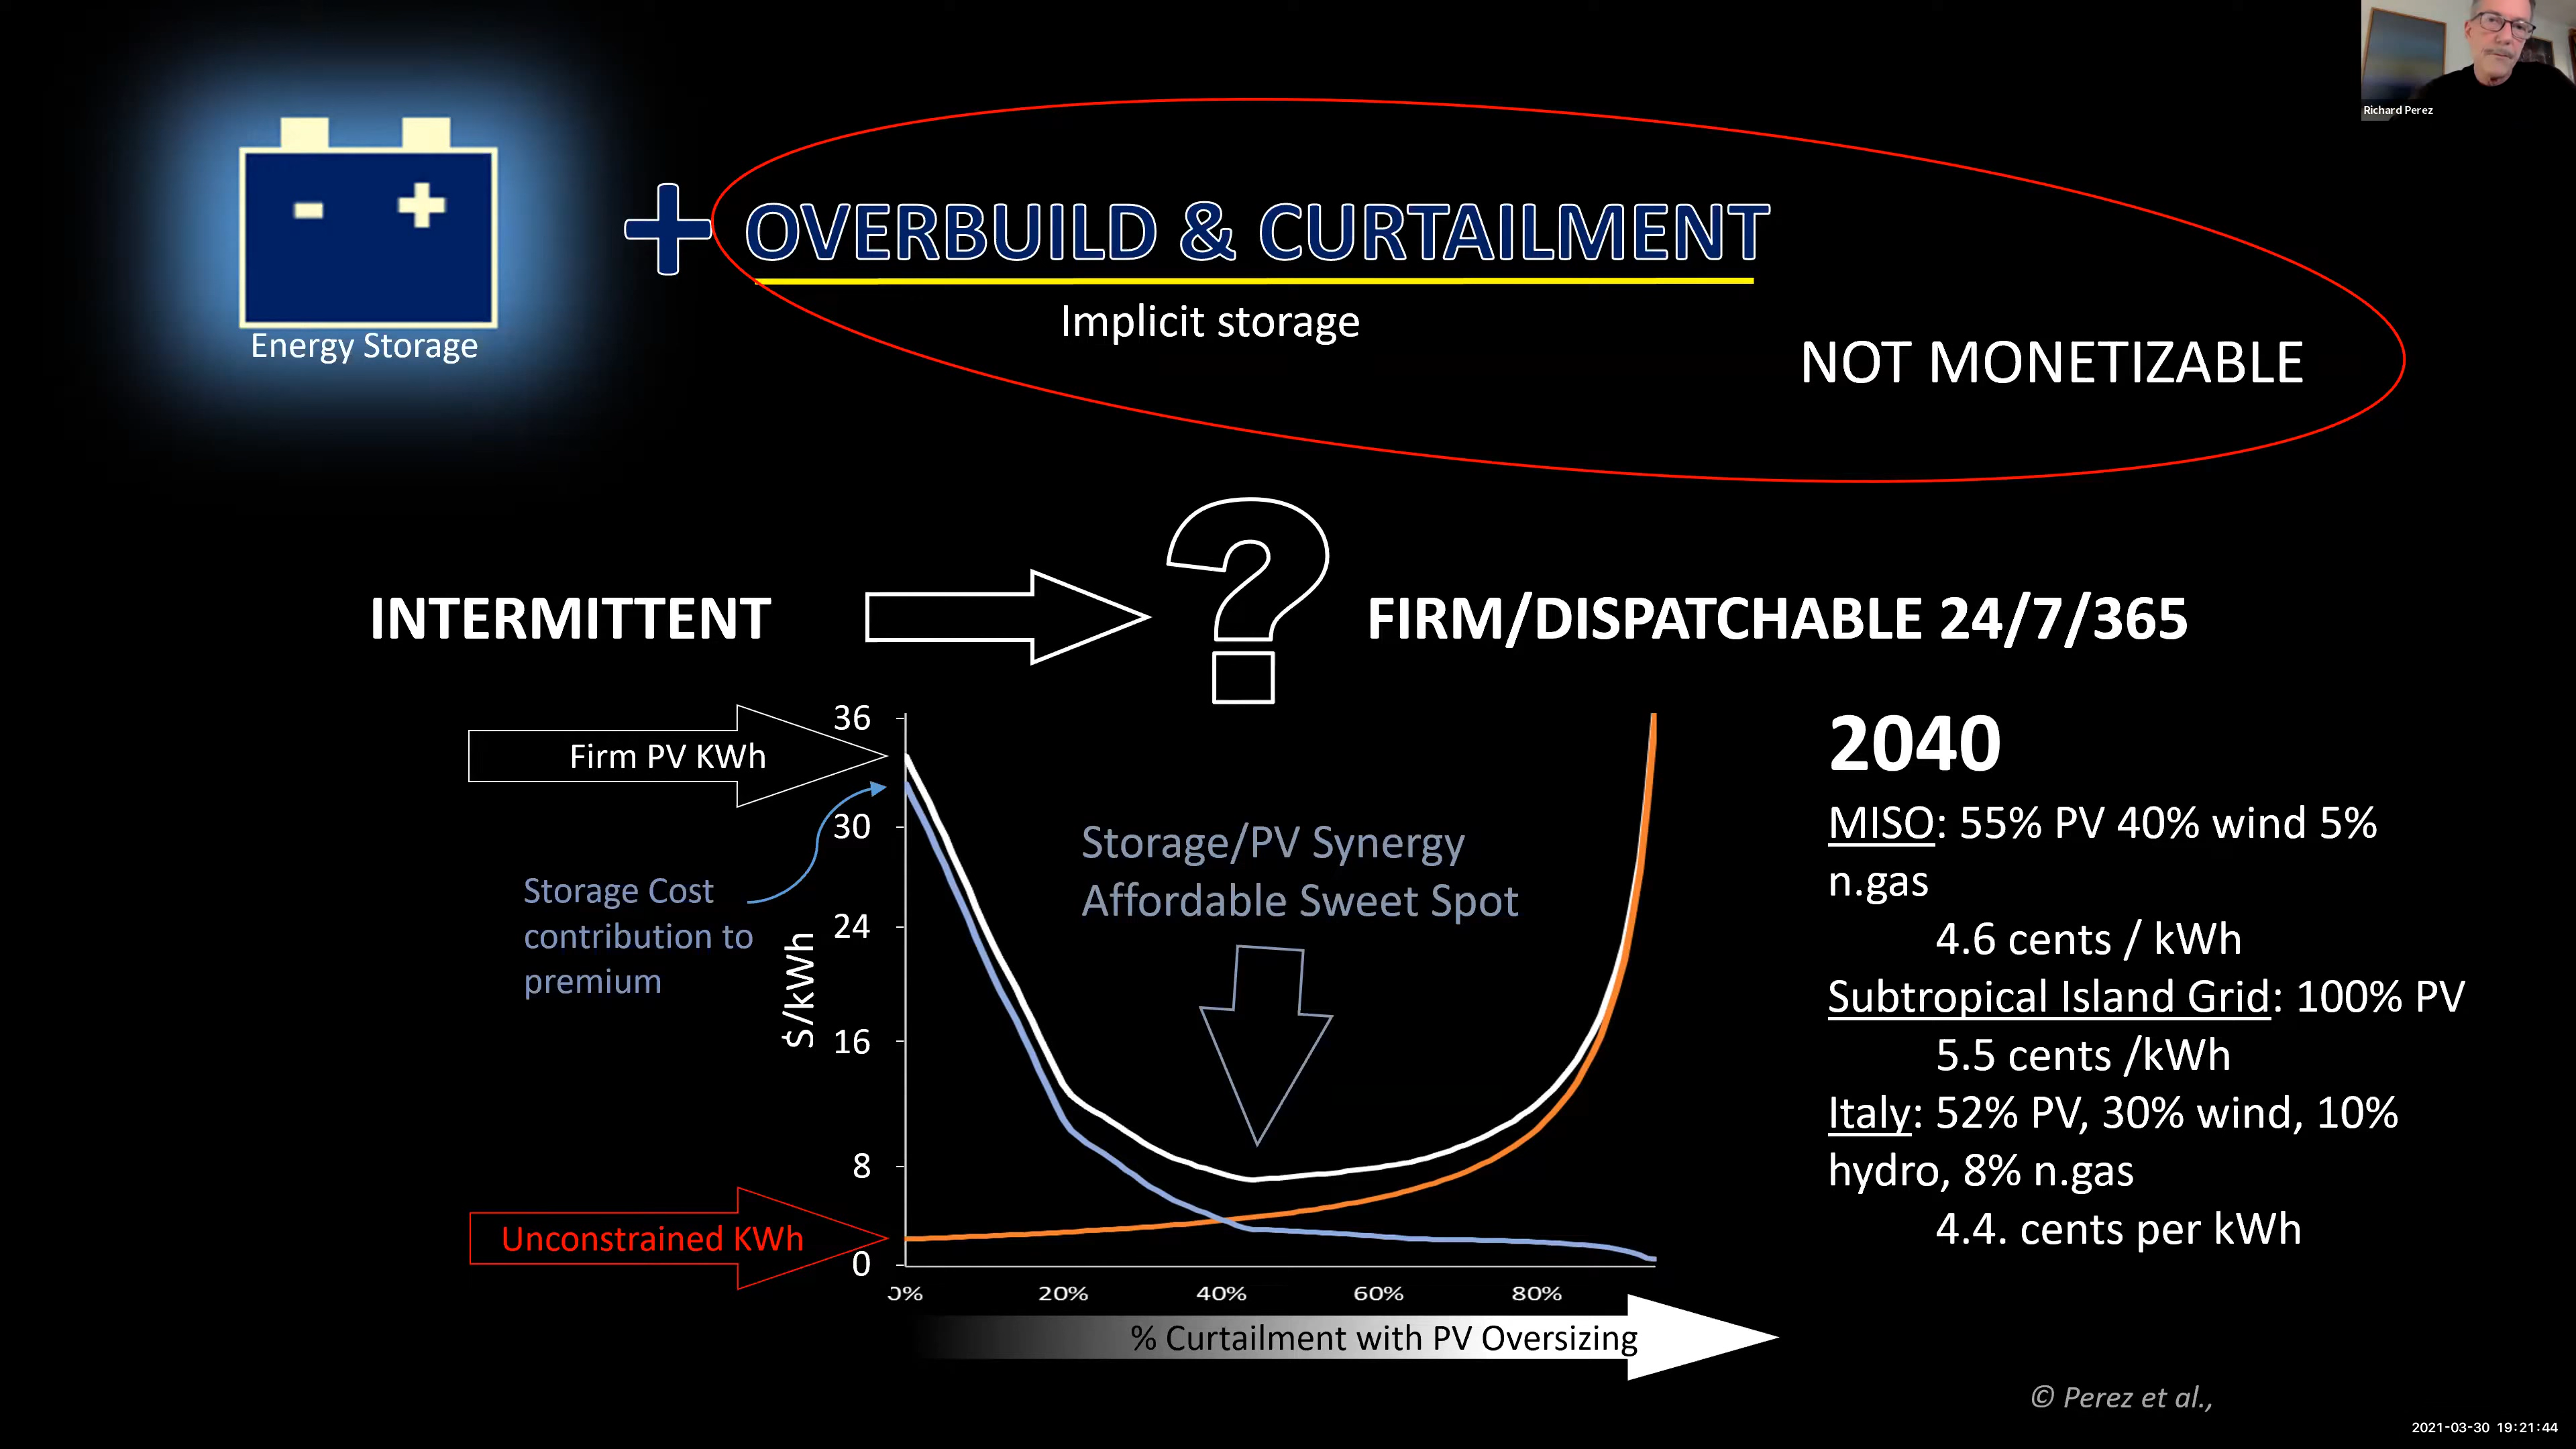 Richard Perez
- +
+ OVERBUILD & CURTAILMENT
Implicit storage
Energy Storage
NOT MONETIZABLE
INTERMITTENT
?
FIRM/DISPATCHABLE 24/7/365
Firm PV KWh
Storage Cost
contribution to
premium
Unconstrained KWh
$/kWh
36
30
24
16
8
0
Storage/PV Synergy
Affordable Sweet Spot
0%
20%
40%
60%
80%
% Curtailment with PV Oversizing
2040
MISO: 55% PV 40% wind 5%
n.gas
4.6 cents / kWh
Subtropical Island Grid: 100% PV
5.5 cents /kWh
Italy: 52% PV, 30% wind, 10%
hydro, 8% n.gas
4.4. cents per kWh
© Perez et al.,
2021-03-30 19:21:44